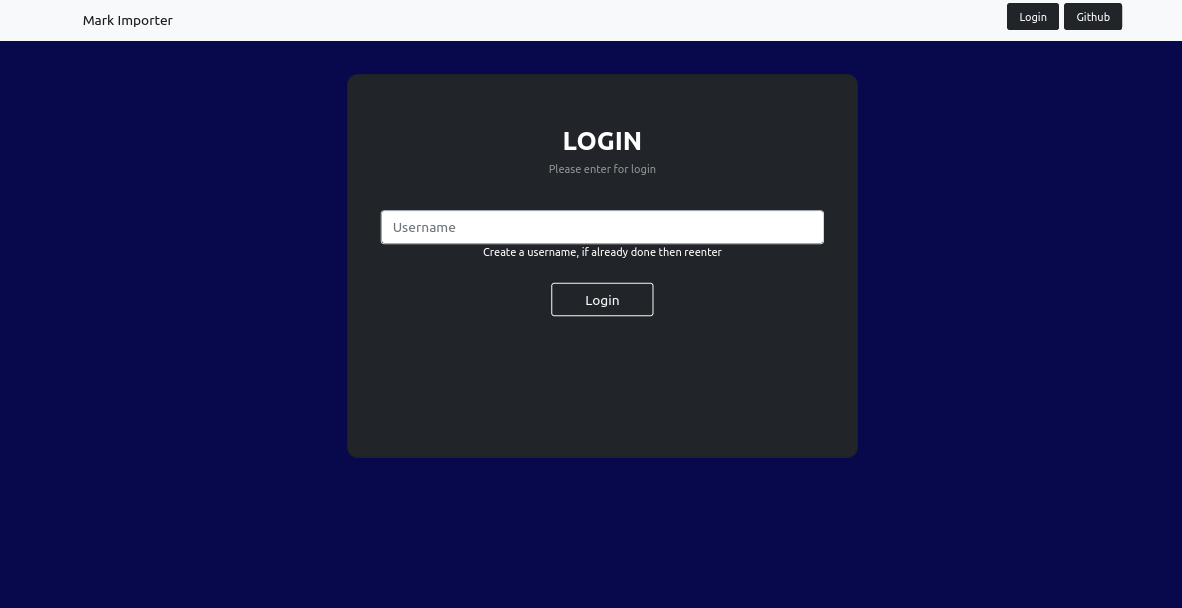 Mark Importer
Login
Github
LOGIN
Please enter for login
Username
Create a username, if already done then reenter
Login